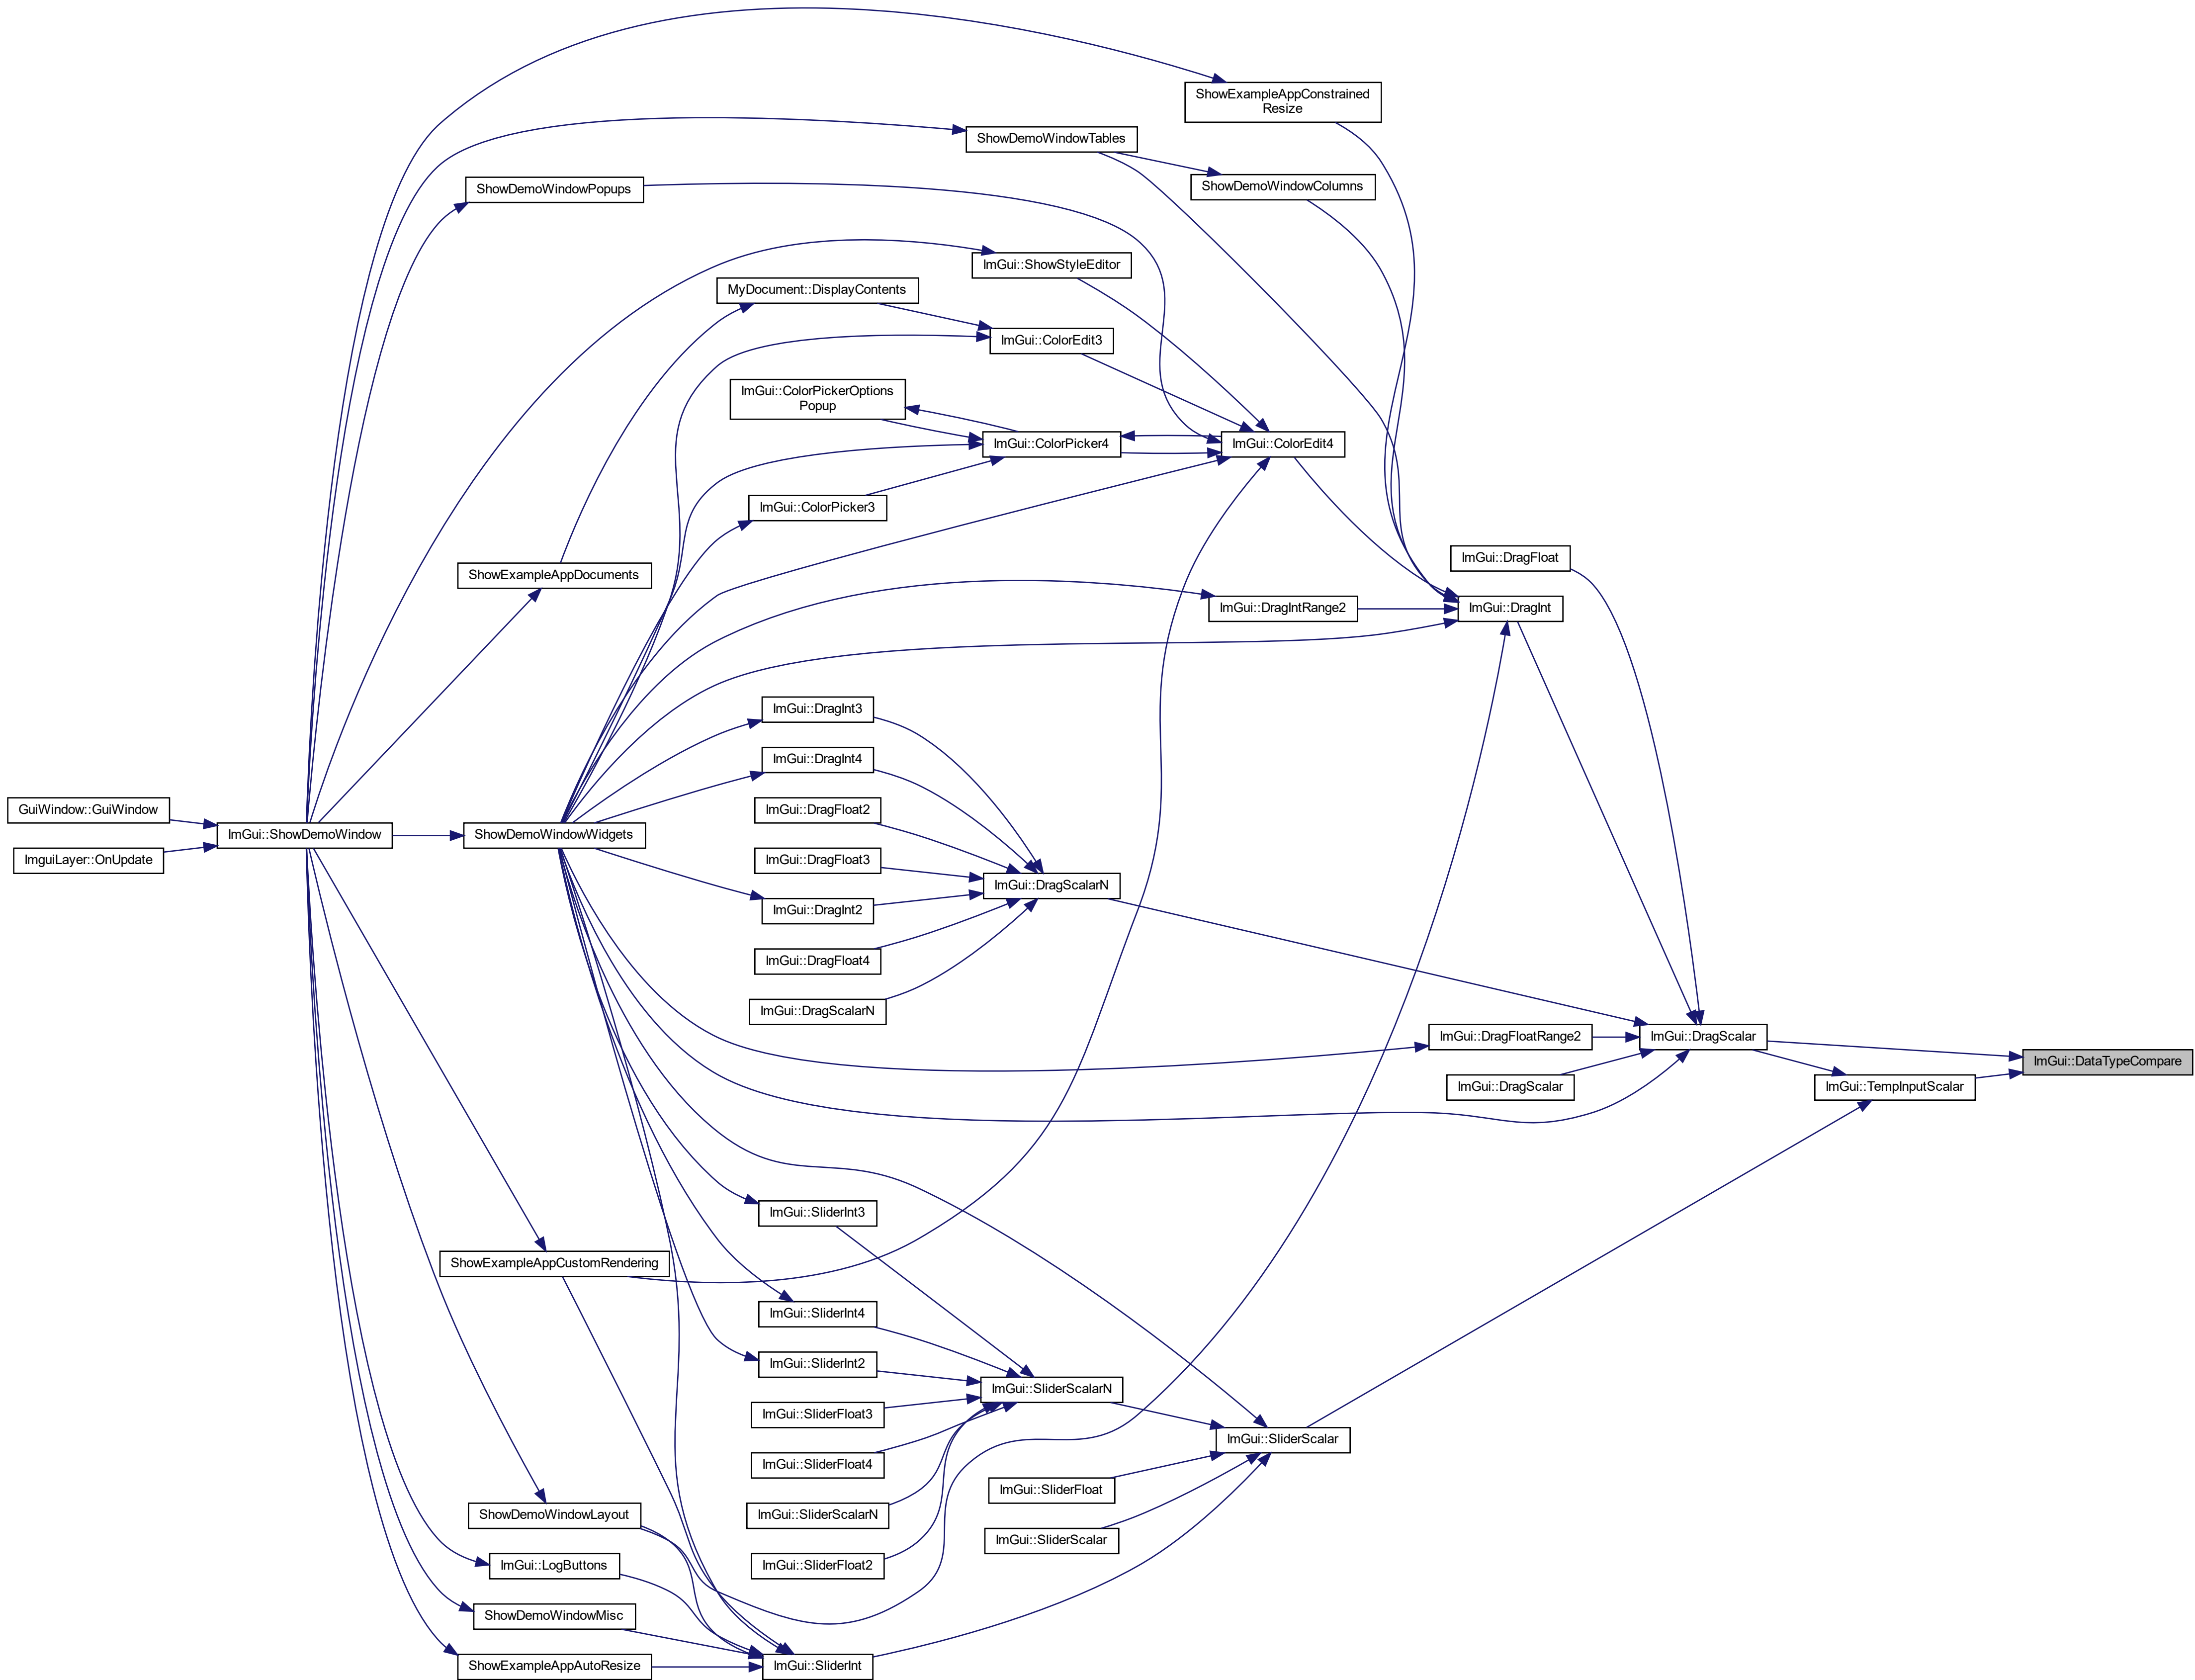 ShowExampleAppConstrained
Resize
ShowDemoWindowTables
ShowDemoWindowPopups
ShowDemoWindowColumns
ImGui::ShowStyleEditor
MyDocument::DisplayContents
ImGui::ColorEdit3
ImGui::ColorPickerOptions
Popup
ImGui::ColorPicker4
ImGui::ColorEdit4
ImGui::ColorPicker3
ImGui::DragFloat
ShowExampleAppDocuments
ImGui::DragIntRange2
ImGui::DragInt
ImGui::DragInt3
ImGui::DragInt4
GuiWindow::GuiWindow
ImGui::DragFloat2
ImGui::ShowDemoWindow
ShowDemoWindowWidgets
ImguiLayer::OnUpdate
ImGui::DragFloat3
ImGui::DragScalarN
ImGui::DragInt2
ImGui::DragFloat4
ImGui::DragScalarN
ImGui::DragFloatRange2
ImGui::DragScalar
ImGui::DataTypeCompare
ImGui::DragScalar
ImGui::TempInputScalar
ImGui::SliderInt3
ShowExampleAppCustomRendering
ImGui::SliderInt4
ImGui::SliderInt2
ImGui::SliderScalarN
ImGui::SliderFloat3
ImGui::SliderScalar
ImGui::SliderFloat4
ImGui::SliderFloat
ShowDemoWindowLayout
ImGui::SliderScalarN
ImGui::SliderScalar
ImGui::LogButtons
ImGui::SliderFloat2
ShowDemoWindowMisc
ShowExampleAppAutoResize
ImGui::SliderInt